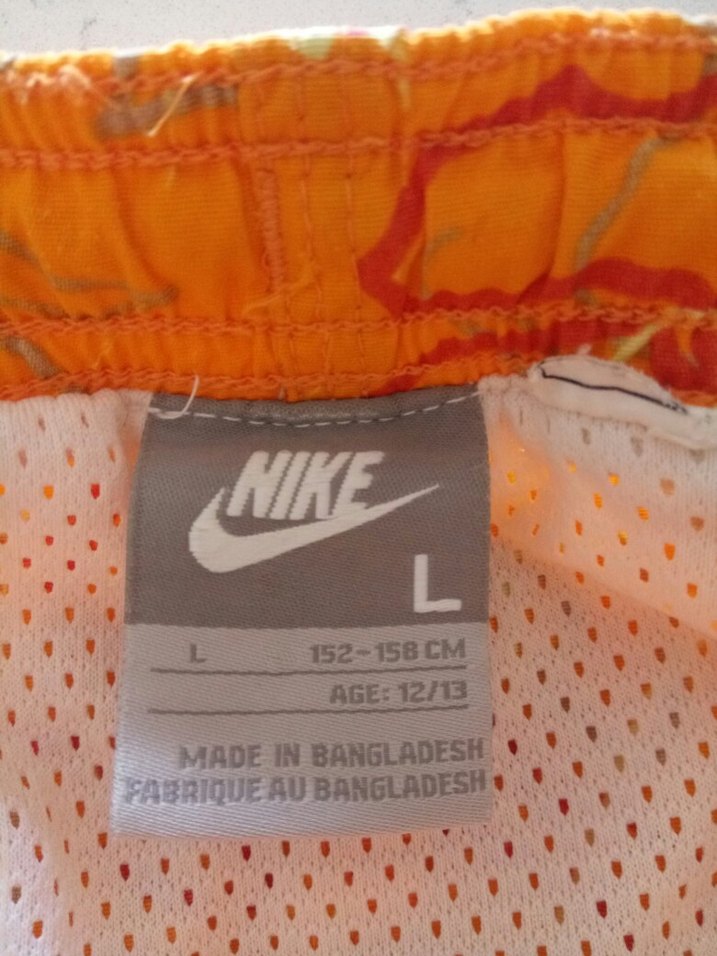 NIKE
L
L 152-158 CM
AGE: 12/13
MADE IN BANGLADESH
FABRIQUE AU BANGLADESH